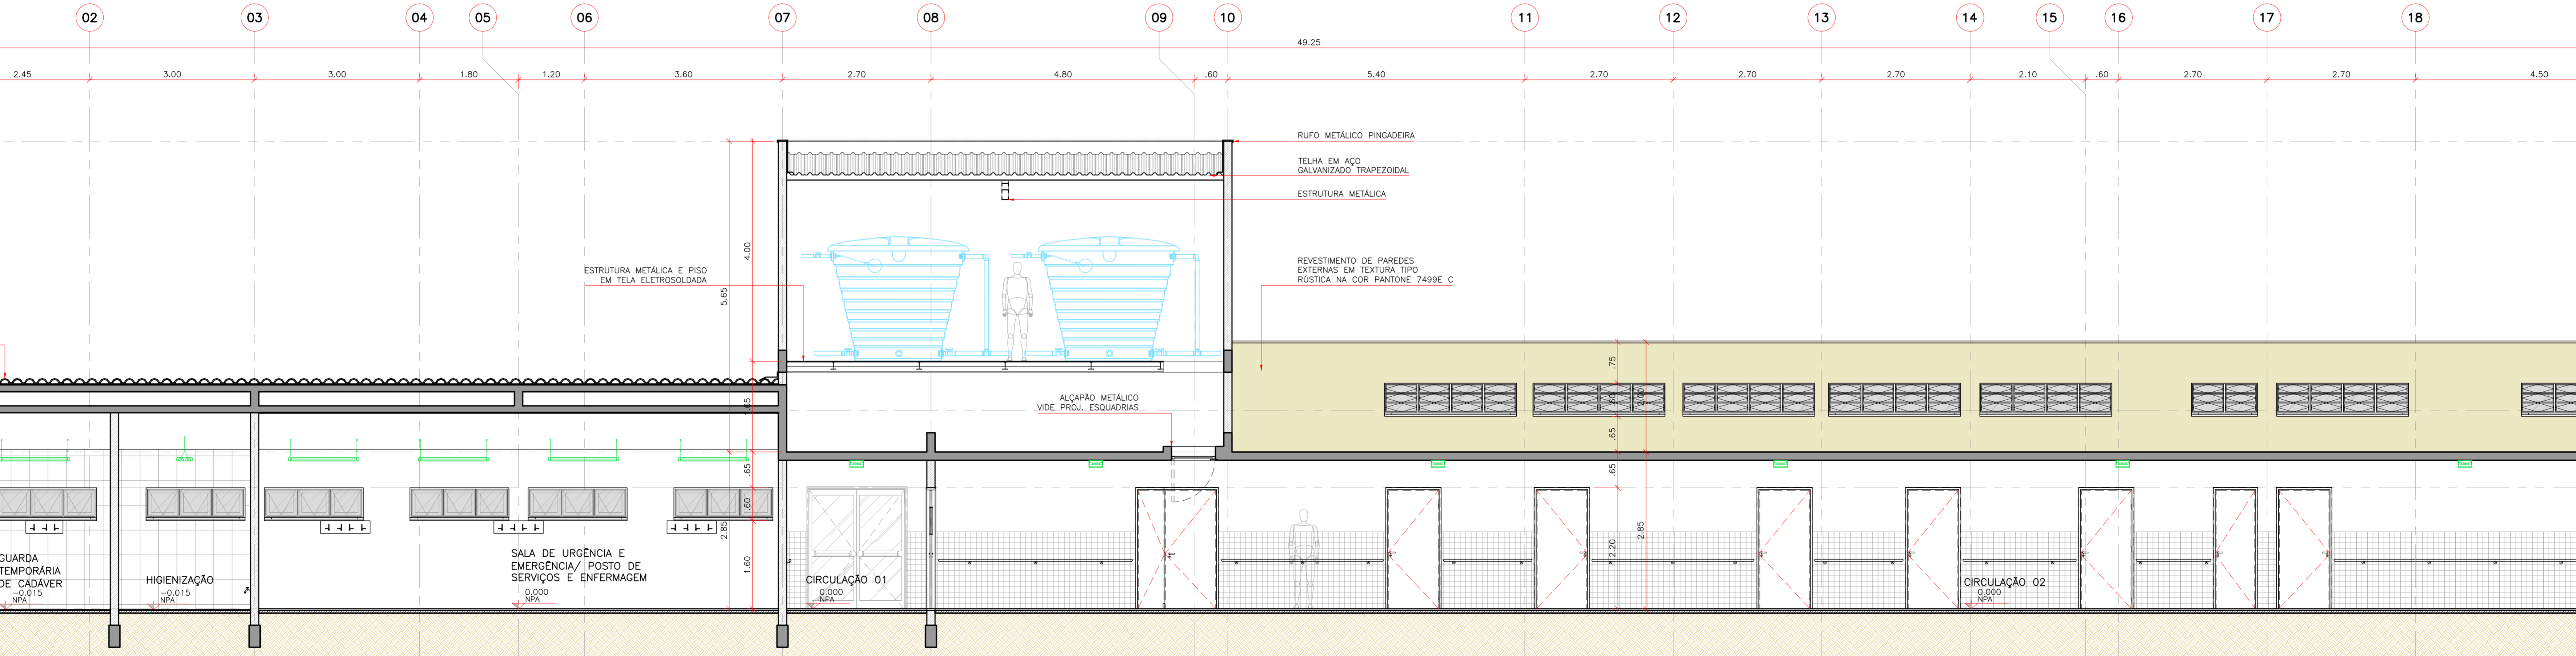 02
03
04
05
06
07
08
09
10
11
12
13
14
15
16
17
18
49.25
2.45
3.00
3.00
1.80
1.20
3.60
2.70
4.80
.60
5.40
2.70
2.70
2.70
2.10
.60
2.70
2.70
4.50
RUFO METÁLICO PINGADEIRA
TELHA EM AÇO
GALVANIZADO TRAPEZOIDAL
ESTRUTURA METÁLICA
4.00
5.65
ESTRUTURA METÁLICA E PISO
EM TELA ELETROSOLDADA
REVESTIMENTO DE PAREDES
EXTERNAS EM TEXTURA TIPO
RÚSTICA NA COR PANTONE 7499E C
ALÇAPÃO METÁLICO
VIDE PROJ. ESQUADRIAS
1.65
.65
.60
2.85
1.60
.75
.60
2.00
.65
.65
2.20
2.85
GUARDA
TEMPORÁRIA
DE CADÁVER
-0.015
NPA
HIGIENIZAÇÃO
-0.015
NPA
SALA DE URGÊNCIA E
EMERGÊNCIA/ POSTO DE
SERVIÇOS E ENFERMAGEM
0.000
NPA
CIRCULAÇÃO 01
0.000
NPA
CIRCULAÇÃO 02
0.000
NPA